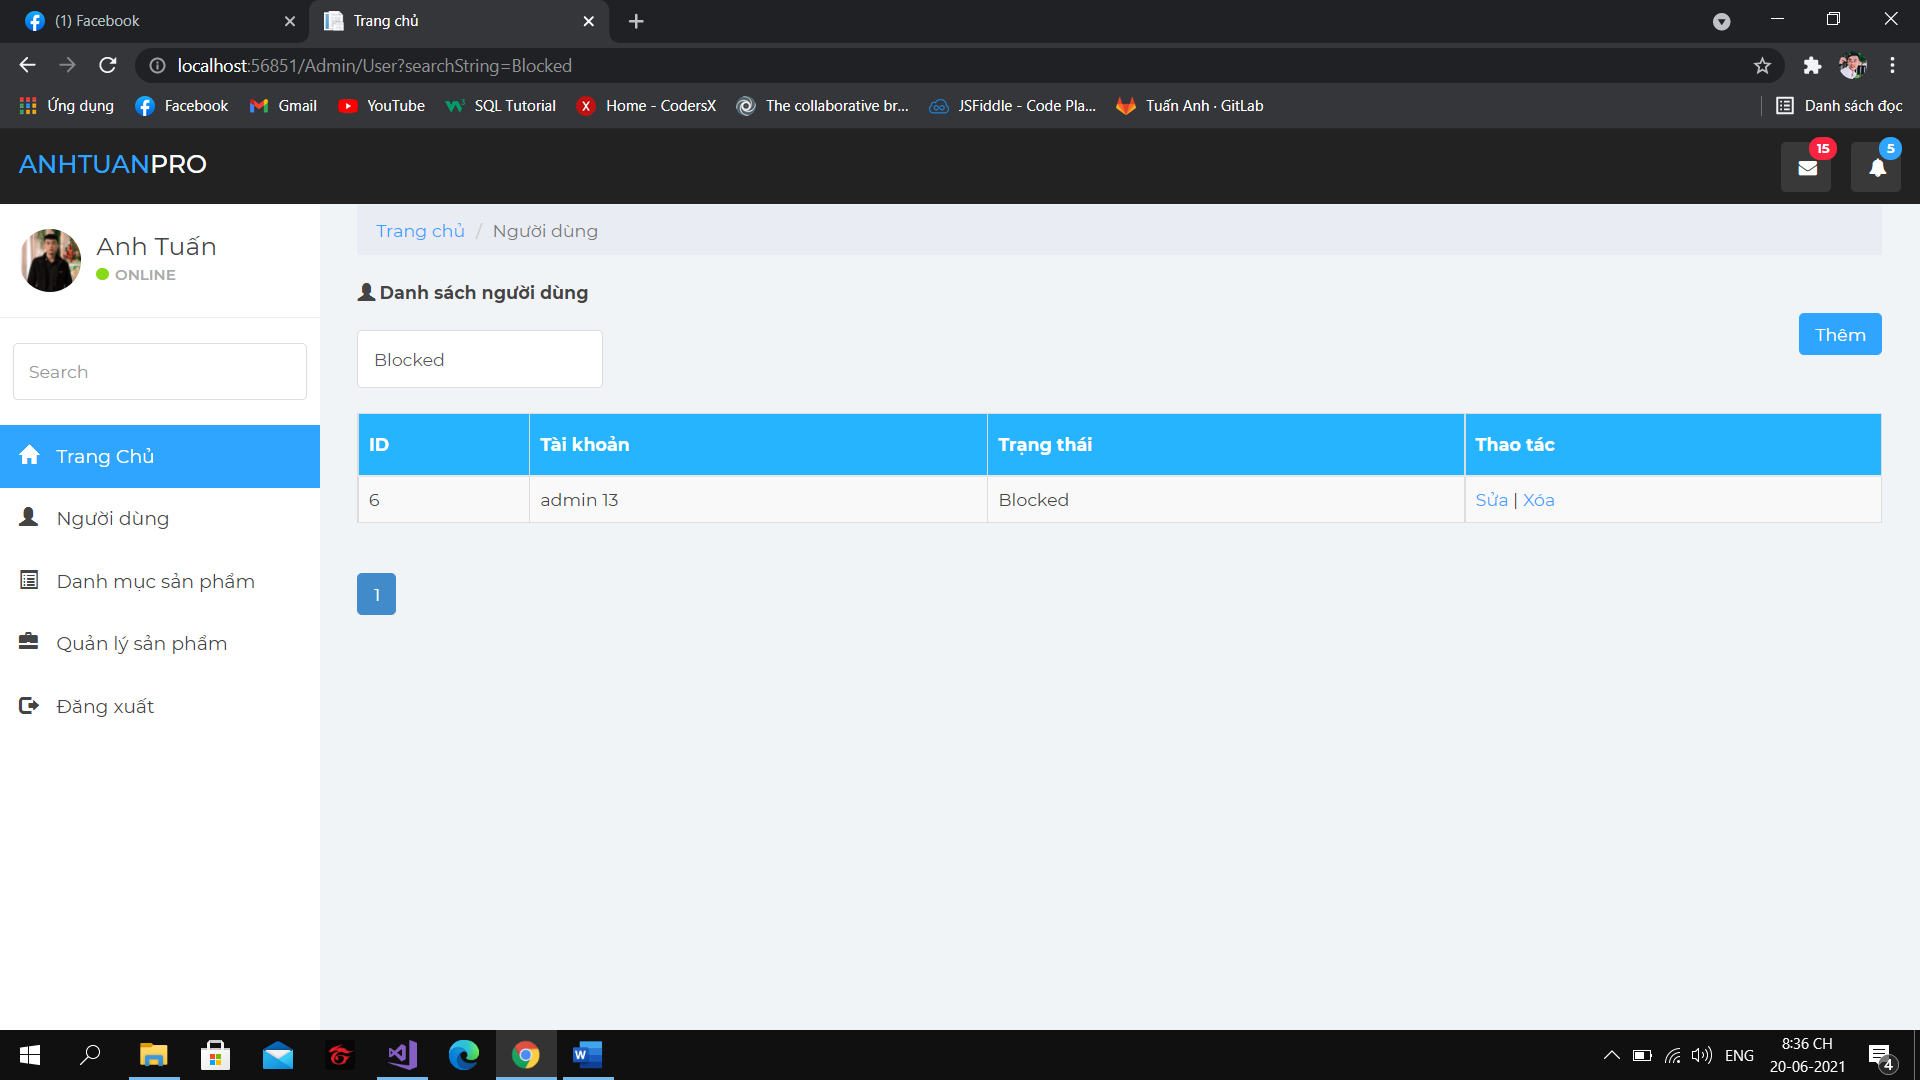 (1) Facebook
Trang chủ
localhost:56851/Admin/User?searchString=Blocked
Ứng dụng
Facebook
Gmail
YouTube
SQL Tutorial
Home - CodersX
The collaborative br...
JSFiddle - Code Pla...
Tuấn Anh · GitLab
Danh sách đọc
ANHTUANPRO
15
5
Anh Tuấn
ONLINE
Search
Trang Chủ
Người dùng
Danh mục sản phẩm
Quản lý sản phẩm
Đăng xuất
Trang chủ / Người dùng
Danh sách người dùng
Blocked
Thêm
ID Tài khoản Trạng thái Thao tác
6 admin 13 Blocked Sửa | Xóa
1
ENG
8:36 CH
20-06-2021
4